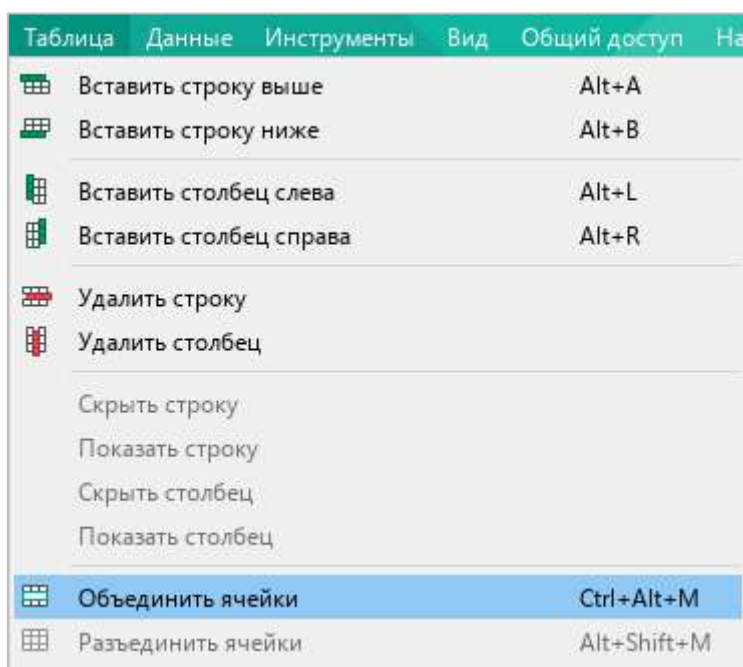 Таблица Данные Инструменты Вид Общий доступ На
Вставить строку выше Alt+A
Вставить строку ниже Alt+B
Вставить столбец слева Alt+L
Вставить столбец справа Alt+R
Удалить строку
Удалить столбец
Скрыть строку
Показать строку
Скрыть столбец
Показать столбец
Объединить ячейки Ctrl+Alt+M
Разъединить ячейки Alt+Shift+M